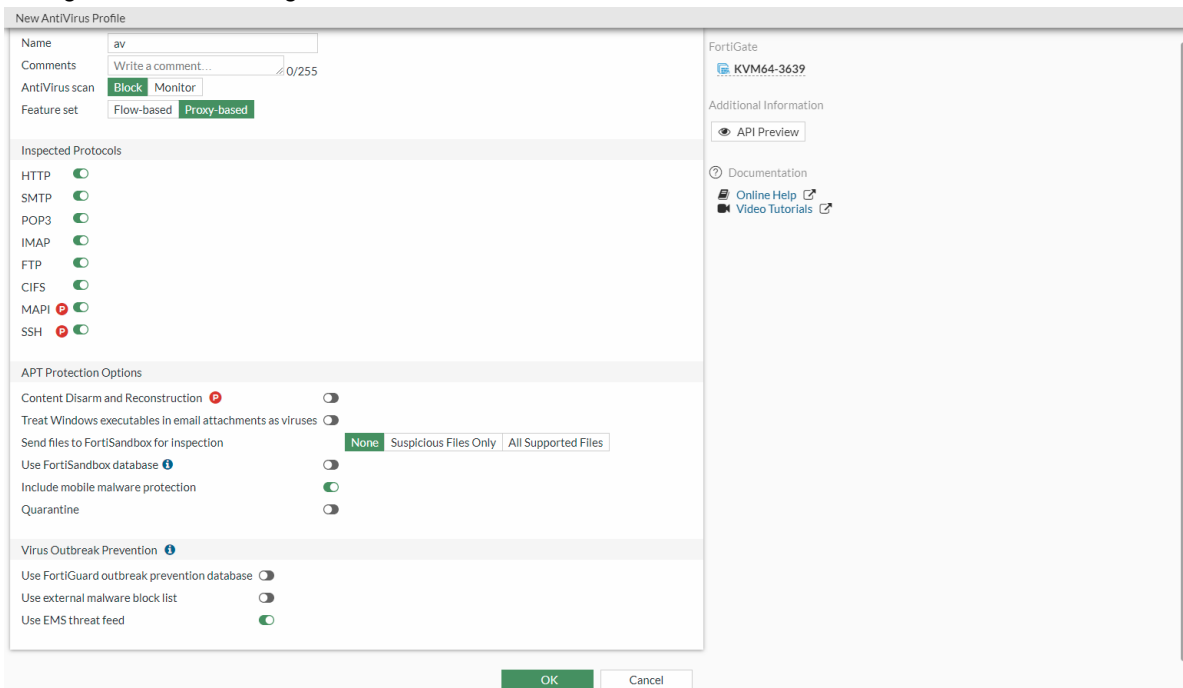 New AntiVirus Profile
Name av
Comments Write a comment... 0/255
AntiVirus scan Block Monitor
Feature set Flow-based Proxy-based
Inspected Protocols
HTTP
SMTP
POP3
IMAP
FTP
CIFS
MAPI P
SSH P
APT Protection Options
Content Disarm and Reconstruction P
Treat Windows executables in email attachments as viruses
Send files to FortiSandbox for inspection None Suspicious Files Only All Supported Files
Use FortiSandbox database i
Include mobile malware protection
Quarantine
Virus Outbreak Prevention i
Use FortiGuard outbreak prevention database
Use external malware block list
Use EMS threat feed
OK Cancel
FortiGate
KVM64-3639
Additional Information
API Preview
? Documentation
Online Help
Video Tutorials